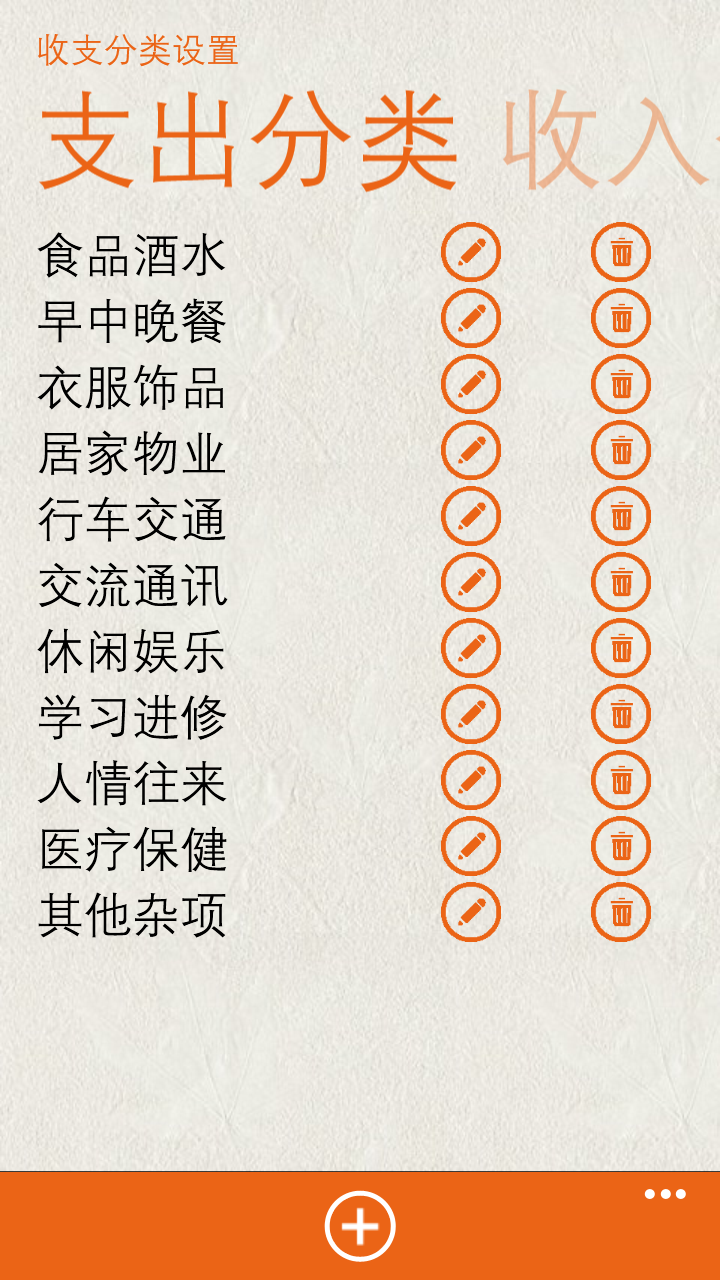 收支分类设置
支出分类 收入
食品酒水
早中晚餐
衣服饰品
居家物业
行车交通
交流通讯
休闲娱乐
学习进修
人情往来
医疗保健
其他杂项